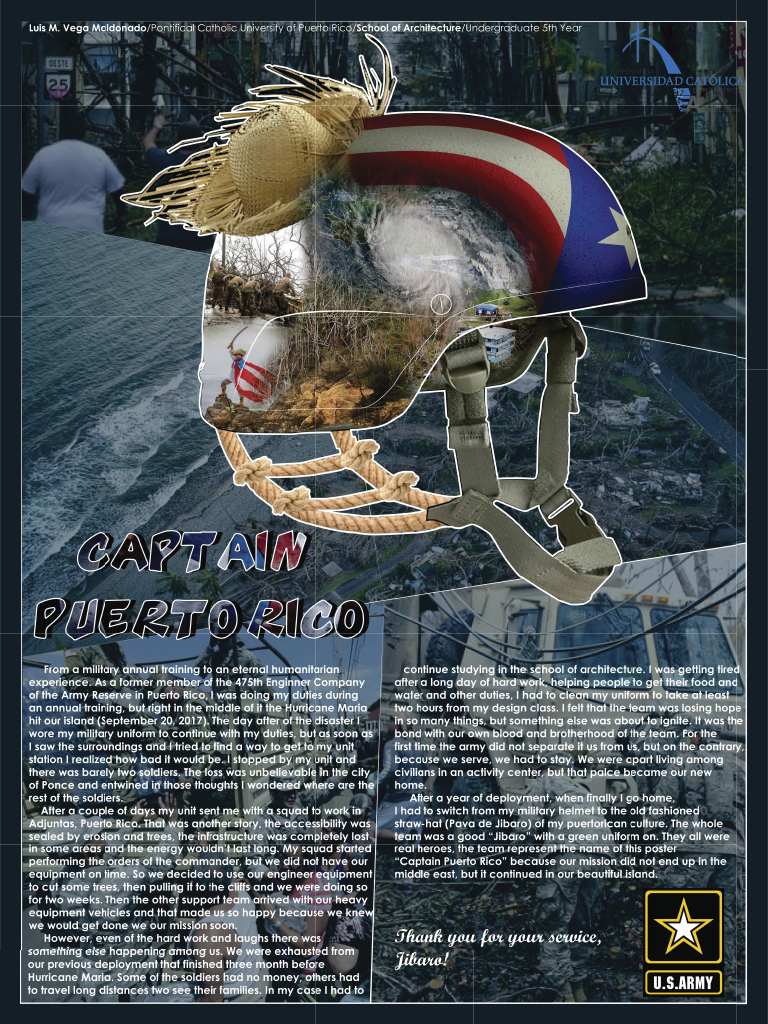 Luis M. Vega Mcldonado/Pontifical Catholic University of Puerto Rico/School of Architecture/Undergraduate 5th Year
OESTE
25
UNIVERSIDAD CATÓLICA
CAPTAIN
PUERTO RICO
From a military annual training to an eternal humanitarian
experience. As a former member of the 475th Enginner Company
of the Army Reserve in Puerto Rico, I was doing my duties during
an annual training, but right in the middle of it the Hurricane Maria
hit our island (September 20, 2017). The day after of the disaster I
wore my military uniform to continue with my duties, but as soon as
I saw the surroundings and I tried to find a way to get to my unit
station I realized how bad it would be. I stopped by my unit and
there was barely two soldiers. The loss was unbelievable in the city
of Ponce and entwined in those thoughts I wondered where are the
rest of the soldiers.
After a couple of days my unit sent me with a squad to work in
Adjuntas, Puerto Rico. That was another story, the accessibility was
sealed by erosion and trees, the infrastructure was completely lost
in some areas and the energy wouldn't last long. My squad started
performing the orders of the commander, but we did not have our
equipment on time. So we decided to use our engineer equipment
to cut some trees, then pulling it to the cliffs and we were doing so
for two weeks. Then the other support team arrived with our heavy
equipment vehicles and that made us so happy because we knew
we would get done we our mission soon.
However, even of the hard work and laughs there was
something else happening among us. We were exhausted from
our previous deployment that finished three month before
Hurricane Maria. Some of the soldiers had no money, others had
to travel long distances two see their families. In my case I had to
continue studying in the school of architecture. I was getting tired
after a long day of hard work, helping people to get their food and
water and other duties, I had to clean my uniform to take at least
two hours from my design class. I felt that the team was losing hope
in so many things, but something else was about to ignite. It was the
bond with our own blood and brotherhood of the team. For the
first time the army did not separate it us from us, but on the contrary,
because we serve, we had to stay. We were apart living among
civilians in an activity center, but that palce became our new
home.
After a year of deployment, when finally I go home,
I had to switch from my military helmet to the old fashioned
straw-hat (Pava de Jibaro) of my puertorican culture. The whole
team was a good “Jibaro” with a green uniform on. They all were
real heroes, the team represent the name of this poster
“Captain Puerto Rico” because our mission did not end up in the
middle east, but it continued in our beautiful island.
Thank you for your service,
Jibaro!
U.S.ARMY